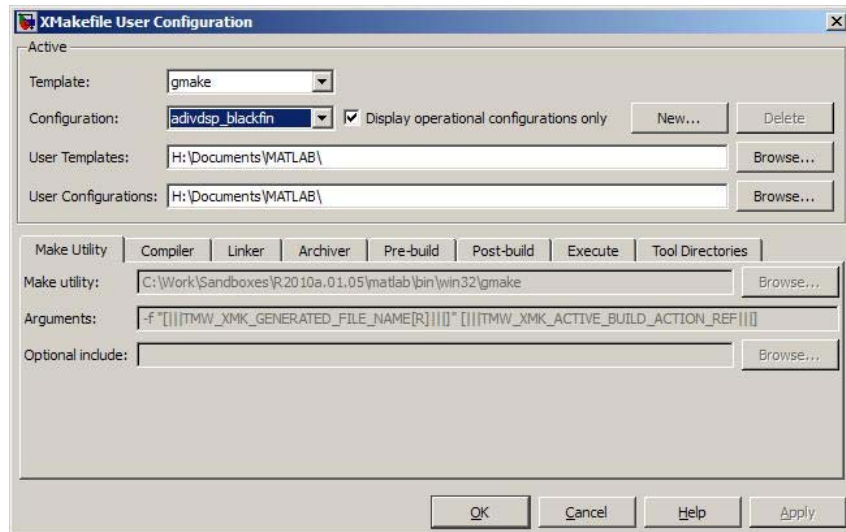 XMakefile User Configuration
Active
Template: gmake
Configuration: adivdsp_blackfin Display operational configurations only New... Delete
User Templates: H:\Documents\MATLAB\ Browse...
User Configurations: H:\Documents\MATLAB\ Browse...
Make Utility Compiler Linker Archiver Pre-build Post-build Execute Tool Directories
Make utility: C:\Work\Sandboxes\R2010a.01.05\matlab\bin\win32\gmake Browse...
Arguments: -f "[|||TMW_XMK_GENERATED_FILE_NAME[R]|||]" [|||TMW_XMK_ACTIVE_BUILD_ACTION_REF|||]
Optional include: Browse...
OK Cancel Help Apply